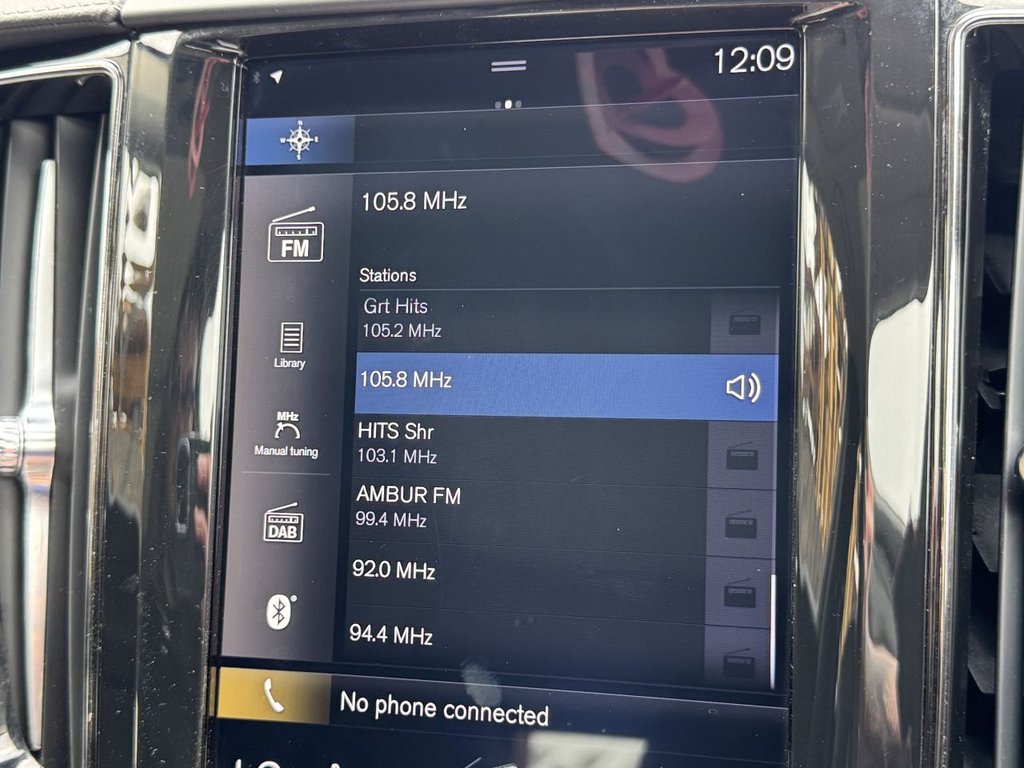 12:09
N
W E
S
105.8 MHz
FM
Stations
Grt Hits
105.2 MHz
Library
105.8 MHz
MHz
Manual tuning
HITS Shr
103.1 MHz
AMBUR FM
99.4 MHz
DAB
92.0 MHz
94.4 MHz
No phone connected